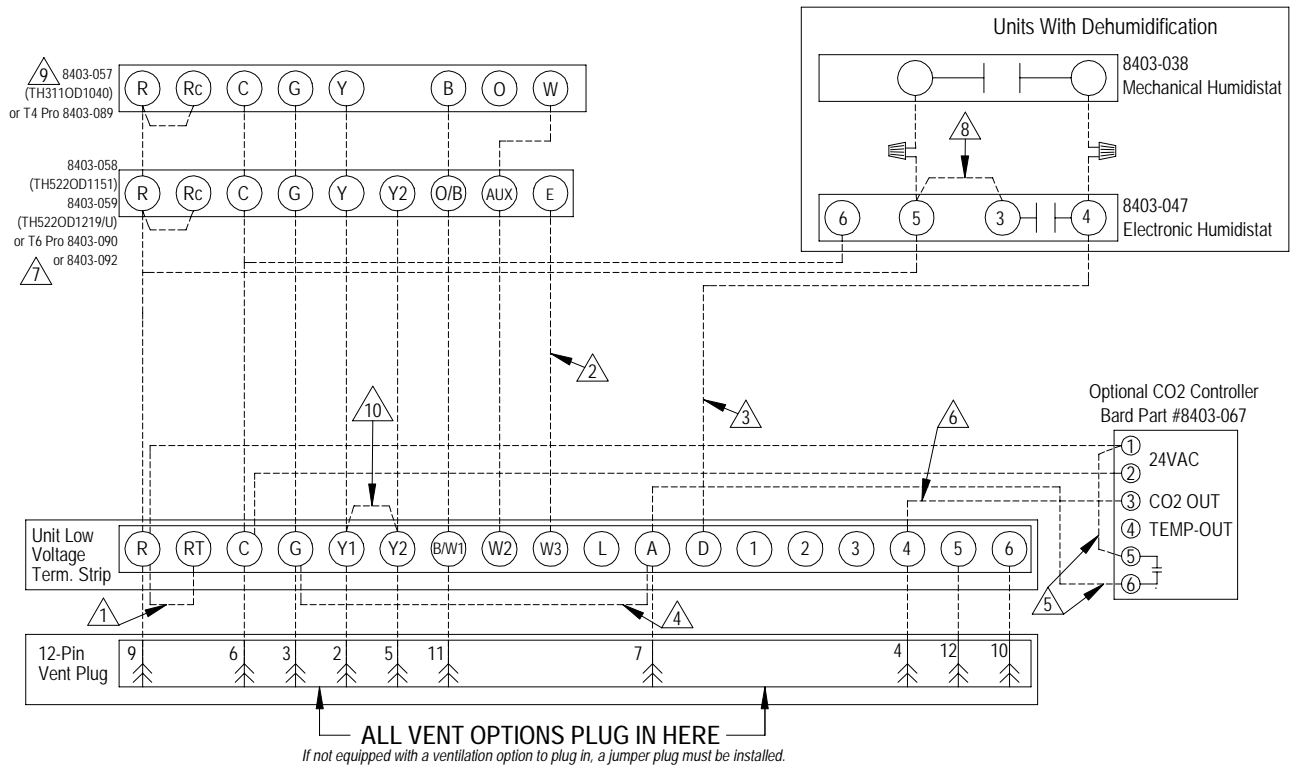 Units With Dehumidification
8403-038
Mechanical Humidistat
9
8403-057
(TH311OD1040)
or T4 Pro 8403-089
R Rc C G Y B O W
8
8403-058
(TH522OD1151)
8403-059
(TH522OD1219/U)
or T6 Pro 8403-090
or 8403-092
7
R Rc C G Y Y2 O/B AUX E
6 5 3 4
8403-047
Electronic Humidistat
2
3
10
6
Optional CO2 Controller
Bard Part #8403-067
1
2
24VAC
3 CO2 OUT
4 TEMP-OUT
5
6
5
Unit Low
Voltage
Term. Strip
R RT C G Y1 Y2 B/W1 W2 W3 L A D 1 2 3 4 5 6
1
4
12-Pin
Vent Plug
9 6 3 2 5 11 7 4 12 10
ALL VENT OPTIONS PLUG IN HERE
If not equipped with a ventilation option to plug in, a jumper plug must be installed.